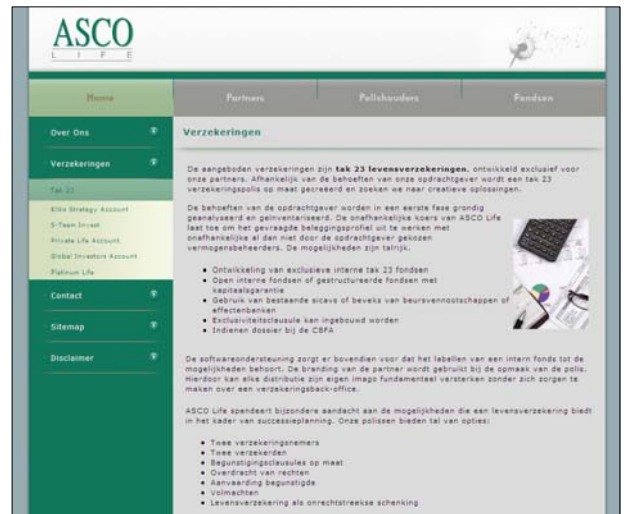 ASCO
LIFE
Home Partners Polishouders Fondsen
Over Ons
Verzekeringen
Tak 23
Elite Strategy Account
S-Team Invest
Private Life Account
Global Investors Account
Platinum Life
Contact
Sitemap
Disclaimer
Verzekeringen
De aangeboden verzekeringen zijn tak 23 levensverzekeringen, ontwikkeld exclusief voor
onze partners. Afhankelijk van de behoeften van onze opdrachtgever wordt een tak 23
verzekeringspolis op maat gecreeerd en zoeken we naar creatieve oplossingen.
De behoeften van de opdrachtgever worden in een eerste fase grondig
geanalyseerd en geinventariseerd. De onafhankelijke koers van ASCO Life
laat toe om het gevraagde beleggingsprofiel uit te werken met
onafhankelijke al dan niet door de opdrachtgever gekozen
vermogensbeheerders. De mogelijkheden zijn talrijk.
• Ontwikkeling van exclusieve interne tak 23 fondsen
• Open interne fondsen of gestructureerde fondsen met
kapitaalsgarantie
• Gebruik van bestaande sicavs of beveks van beursvennootschappen of
effectenbanken
• Exclusiviteitsclausule kan ingebouwd worden
• Indienen dossier bij de CBFA
De softwareondersteuning zorgt er bovendien voor dat het labellen van een intern fonds tot de
mogelijkheden behoort. De branding van de partner wordt gebruikt bij de opmaak van de polis.
Hierdoor kan elke distributie zijn eigen imago fundamenteel versterken zonder zich zorgen te
maken over een verzekeringsback-office.
ASCO Life spendeert bijzondere aandacht aan de mogelijkheden die een levensverzekering biedt
in het kader van successieplanning. Onze polissen bieden tal van opties:
• Twee verzekeringsnemers
• Twee verzekerden
• Begunstigingsclausules op maat
• Overdracht van rechten
• Aanvaarding begunstigde
• Volmachten
• Levensverzekering als onrechtstreekse schenking